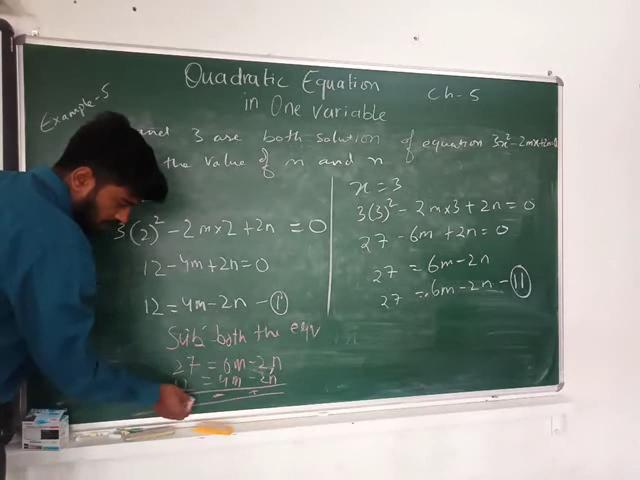 Quadratic Equation
in One Variable
Ch-5
Example-5
and 3 are both solution of equation 3x²-2mx+2n=0
the value of m and n
3(2)² - 2m×2 + 2n = 0
12-4m+2n=0
12=4m-2n - ①
Sub both the eqv
27 = 6m-2n
= 4m-2n
- +
x=3
3(3)² - 2m×3 + 2n = 0
27 - 6m + 2n = 0
27 = 6m-2n
27 = 6m-2n - ⑪